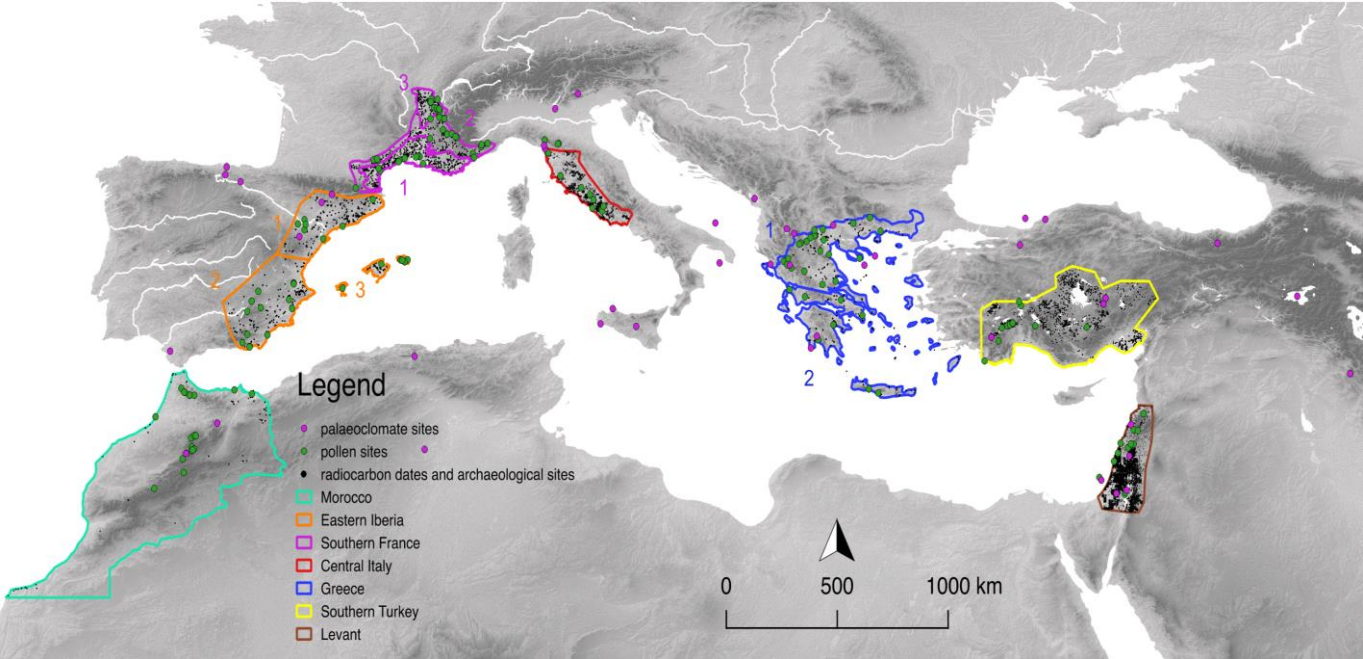 3
2
1
1
2
3
1
2
Legend
palaeoclomate sites
pollen sites
radiocarbon dates and archaeological sites
Morocco
Eastern Iberia
Southern France
Central Italy
Greece
Southern Turkey
Levant
0 500 1000 km